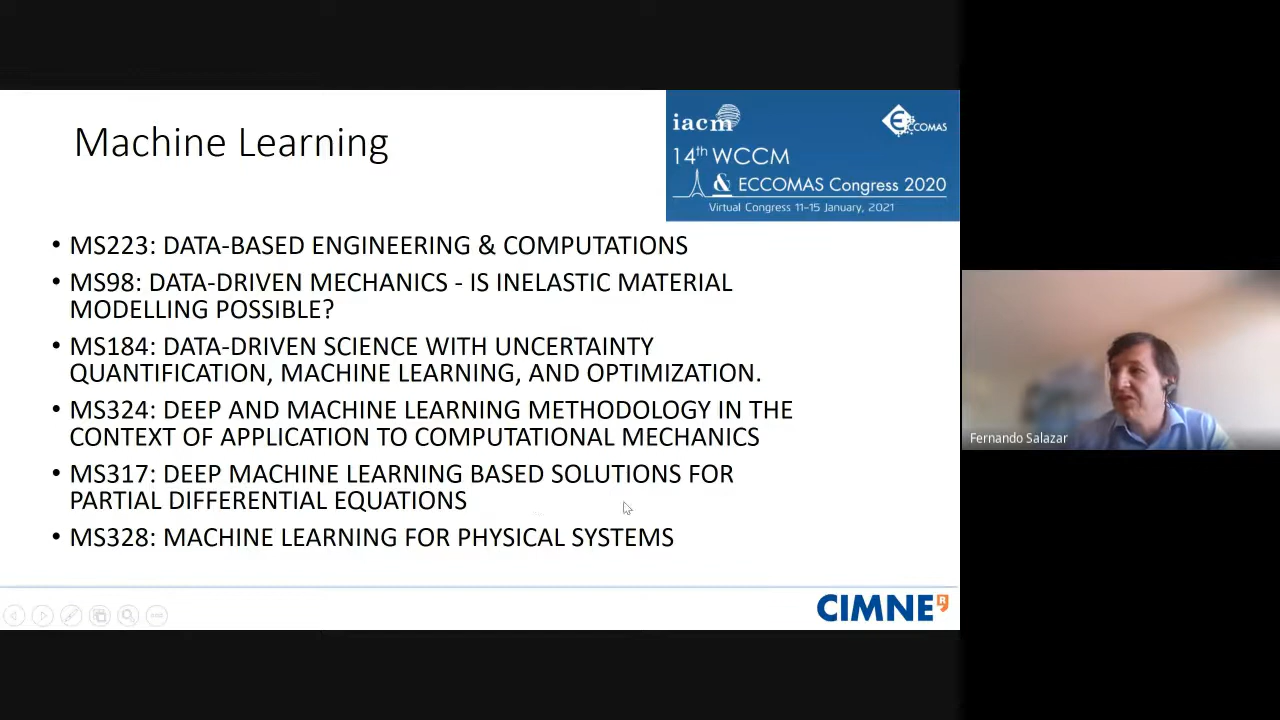 Machine Learning
iacm
ECCOMAS
14th WCCM
& ECCOMAS Congress 2020
Virtual Congress 11-15 January, 2021
• MS223: DATA-BASED ENGINEERING & COMPUTATIONS
• MS98: DATA-DRIVEN MECHANICS - IS INELASTIC MATERIAL
MODELLING POSSIBLE?
• MS184: DATA-DRIVEN SCIENCE WITH UNCERTAINTY
QUANTIFICATION, MACHINE LEARNING, AND OPTIMIZATION.
• MS324: DEEP AND MACHINE LEARNING METHODOLOGY IN THE
CONTEXT OF APPLICATION TO COMPUTATIONAL MECHANICS
• MS317: DEEP MACHINE LEARNING BASED SOLUTIONS FOR
PARTIAL DIFFERENTIAL EQUATIONS
• MS328: MACHINE LEARNING FOR PHYSICAL SYSTEMS
CIMNE R
Fernando Salazar